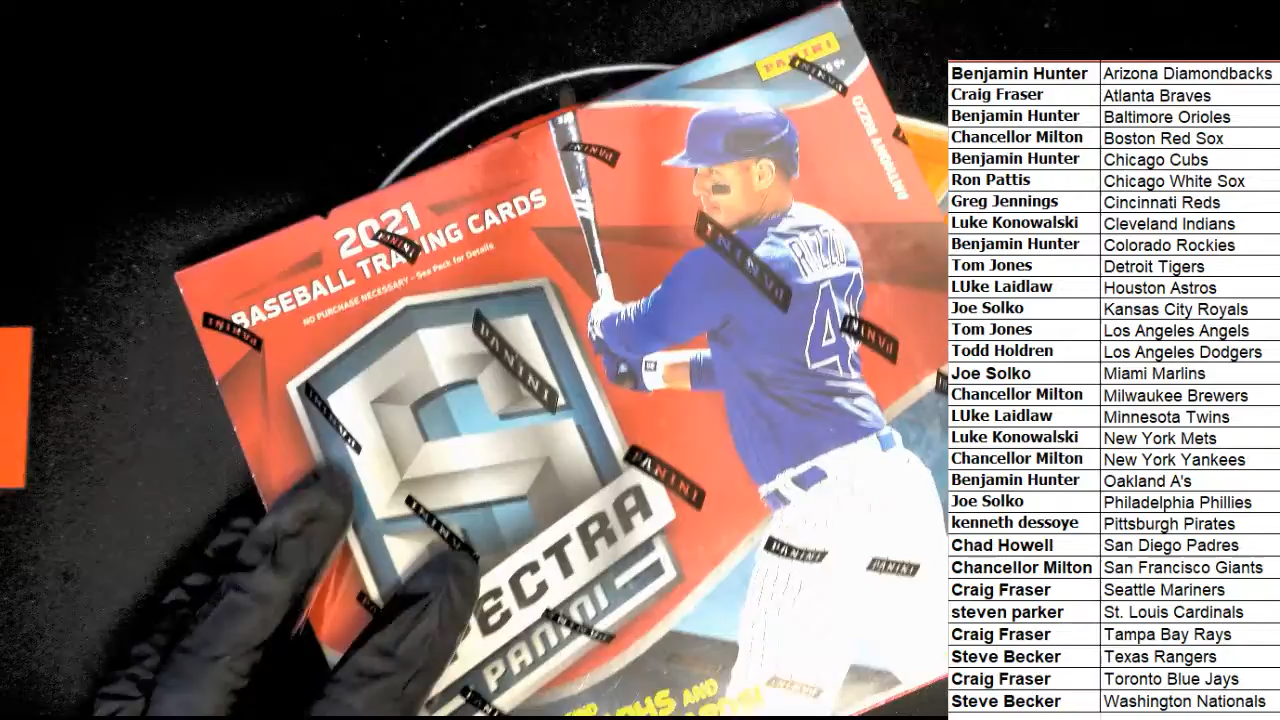 PANINI
ANTHONY RIZZO
2021
BASEBALL TRADING CARDS
NO PURCHASE NECESSARY - See Pack for Details
RIZZO
44
SPECTRA
PANINI
AND
Benjamin Hunter Arizona Diamondbacks
Craig Fraser Atlanta Braves
Benjamin Hunter Baltimore Orioles
Chancellor Milton Boston Red Sox
Benjamin Hunter Chicago Cubs
Ron Pattis Chicago White Sox
Greg Jennings Cincinnati Reds
Luke Konowalski Cleveland Indians
Benjamin Hunter Colorado Rockies
Tom Jones Detroit Tigers
LUke Laidlaw Houston Astros
Joe Solko Kansas City Royals
Tom Jones Los Angeles Angels
Todd Holdren Los Angeles Dodgers
Joe Solko Miami Marlins
Chancellor Milton Milwaukee Brewers
LUke Laidlaw Minnesota Twins
Luke Konowalski New York Mets
Chancellor Milton New York Yankees
Benjamin Hunter Oakland A's
Joe Solko Philadelphia Phillies
kenneth dessoye Pittsburgh Pirates
Chad Howell San Diego Padres
Chancellor Milton San Francisco Giants
Craig Fraser Seattle Mariners
steven parker St. Louis Cardinals
Craig Fraser Tampa Bay Rays
Steve Becker Texas Rangers
Craig Fraser Toronto Blue Jays
Steve Becker Washington Nationals